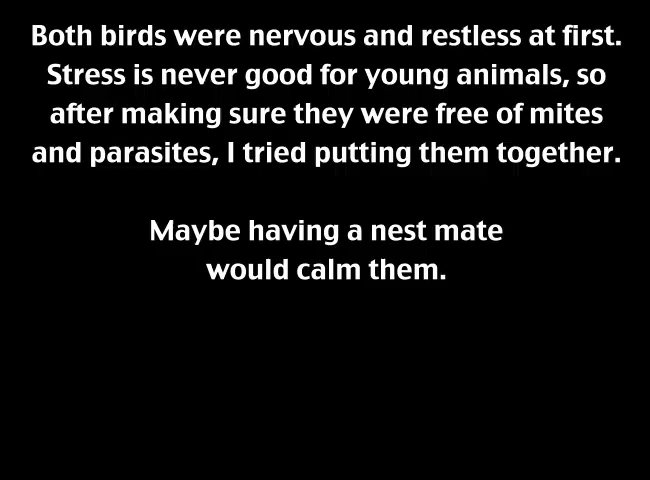 Both birds were nervous and restless at first.
Stress is never good for young animals, so
after making sure they were free of mites
and parasites, I tried putting them together.
Maybe having a nest mate
would calm them.